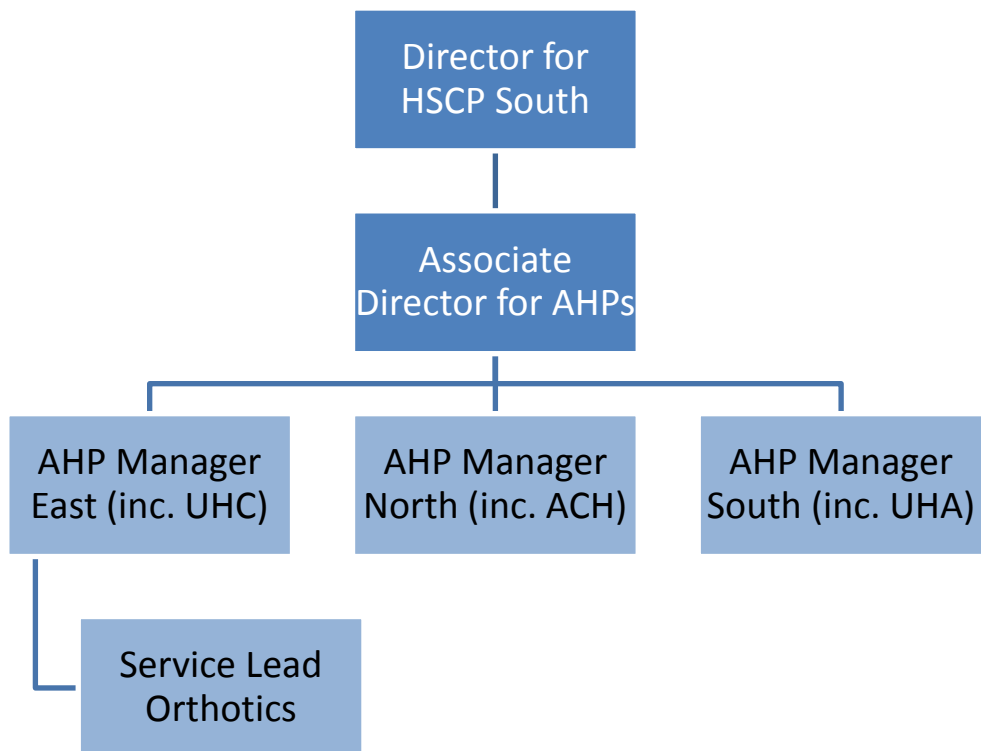 Director for
HSCP South
Associate
Director for AHPs
AHP Manager
East (inc. UHC)
AHP Manager
North (inc. ACH)
AHP Manager
South (inc. UHA)
Service Lead
Orthotics